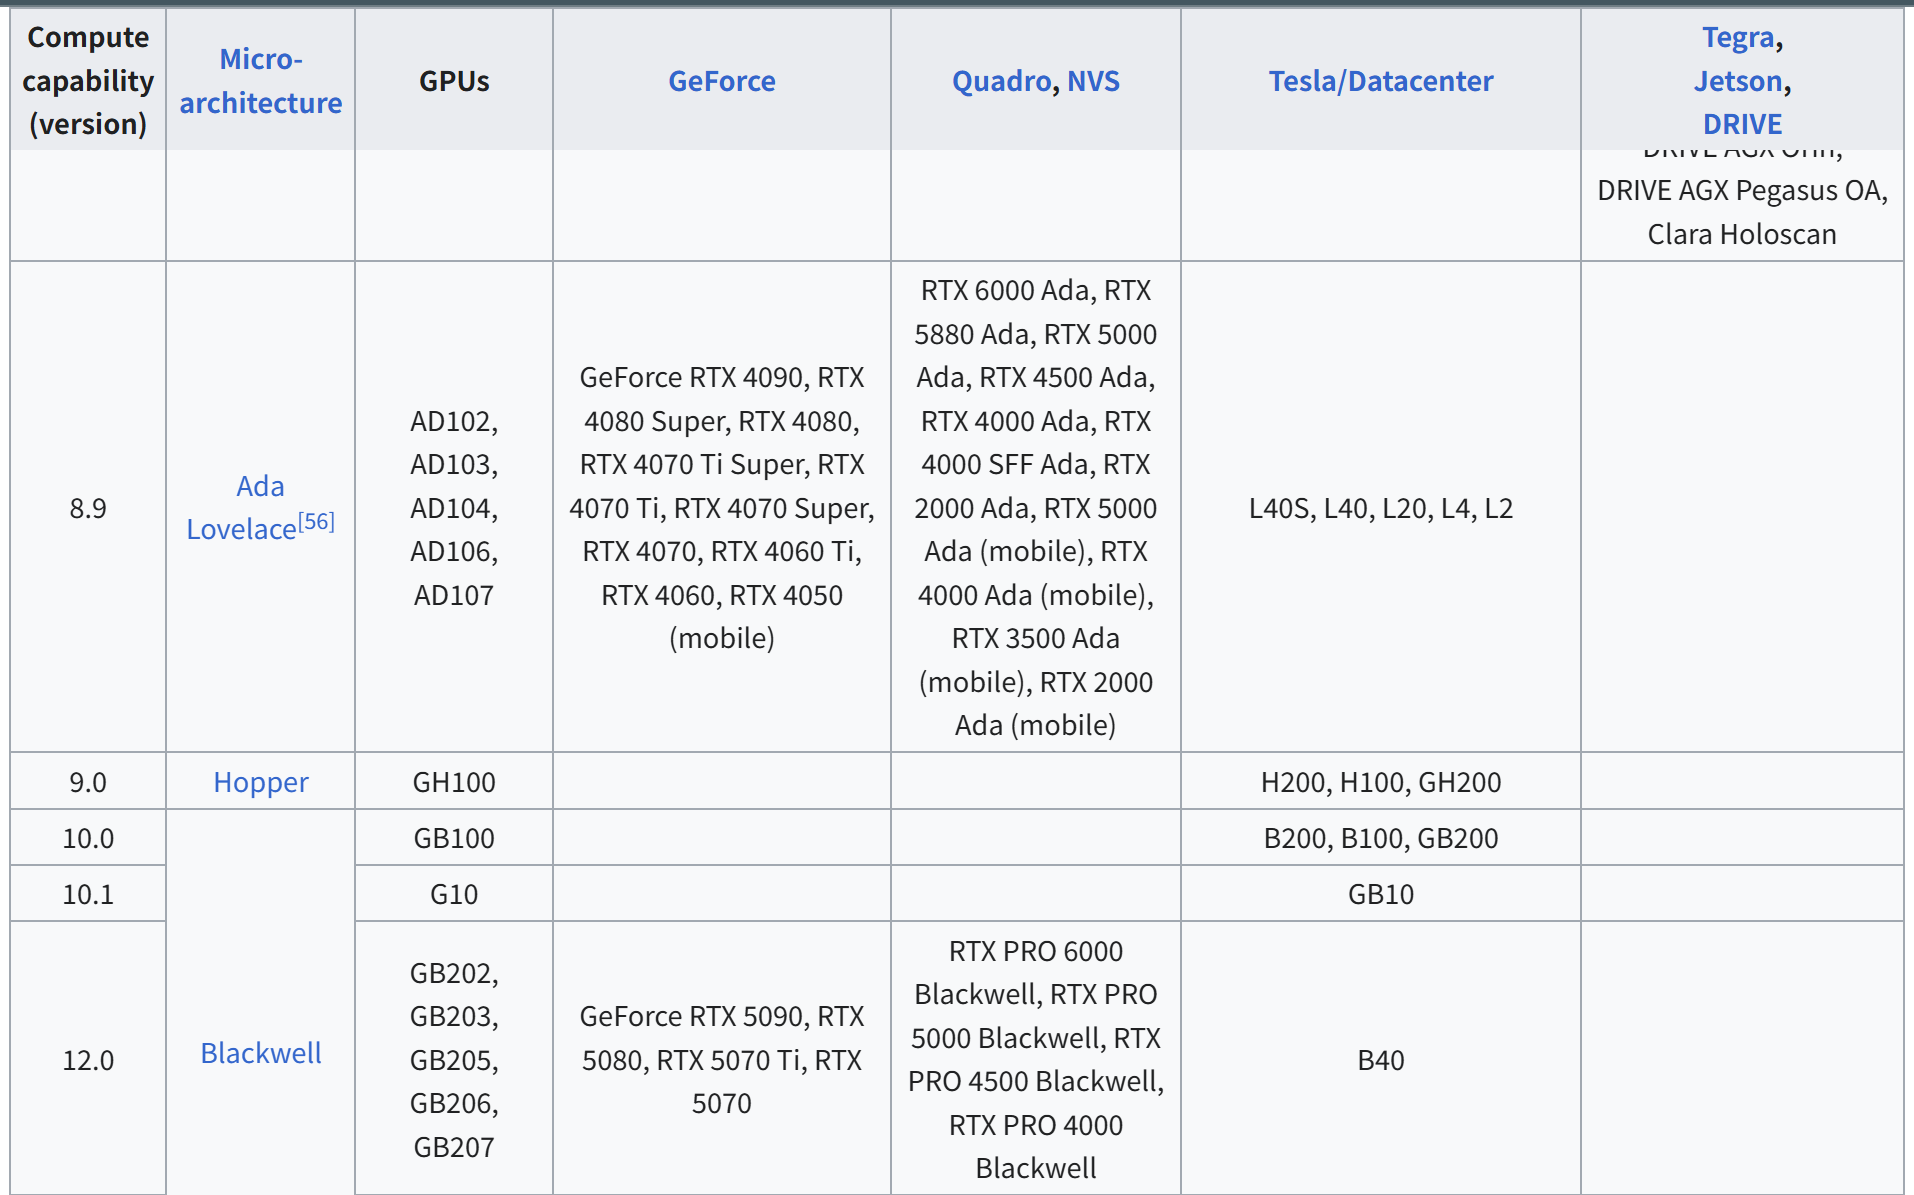 Compute
capability
(version)
Micro-
architecture
GPUs
GeForce
Quadro, NVS
Tesla/Datacenter
Tegra,
Jetson,
DRIVE
DRIVE AGX Orin,
DRIVE AGX Pegasus OA,
Clara Holoscan
8.9
Ada
Lovelace[56]
AD102,
AD103,
AD104,
AD106,
AD107
GeForce RTX 4090, RTX
4080 Super, RTX 4080,
RTX 4070 Ti Super, RTX
4070 Ti, RTX 4070 Super,
RTX 4070, RTX 4060 Ti,
RTX 4060, RTX 4050
(mobile)
RTX 6000 Ada, RTX
5880 Ada, RTX 5000
Ada, RTX 4500 Ada,
RTX 4000 Ada, RTX
4000 SFF Ada, RTX
2000 Ada, RTX 5000
Ada (mobile), RTX
4000 Ada (mobile),
RTX 3500 Ada
(mobile), RTX 2000
Ada (mobile)
L40S, L40, L20, L4, L2
9.0
Hopper
GH100
H200, H100, GH200
10.0
Blackwell
GB100
B200, B100, GB200
10.1
G10
GB10
12.0
GB202,
GB203,
GB205,
GB206,
GB207
GeForce RTX 5090, RTX
5080, RTX 5070 Ti, RTX
5070
RTX PRO 6000
Blackwell, RTX PRO
5000 Blackwell, RTX
PRO 4500 Blackwell,
RTX PRO 4000
Blackwell
B40